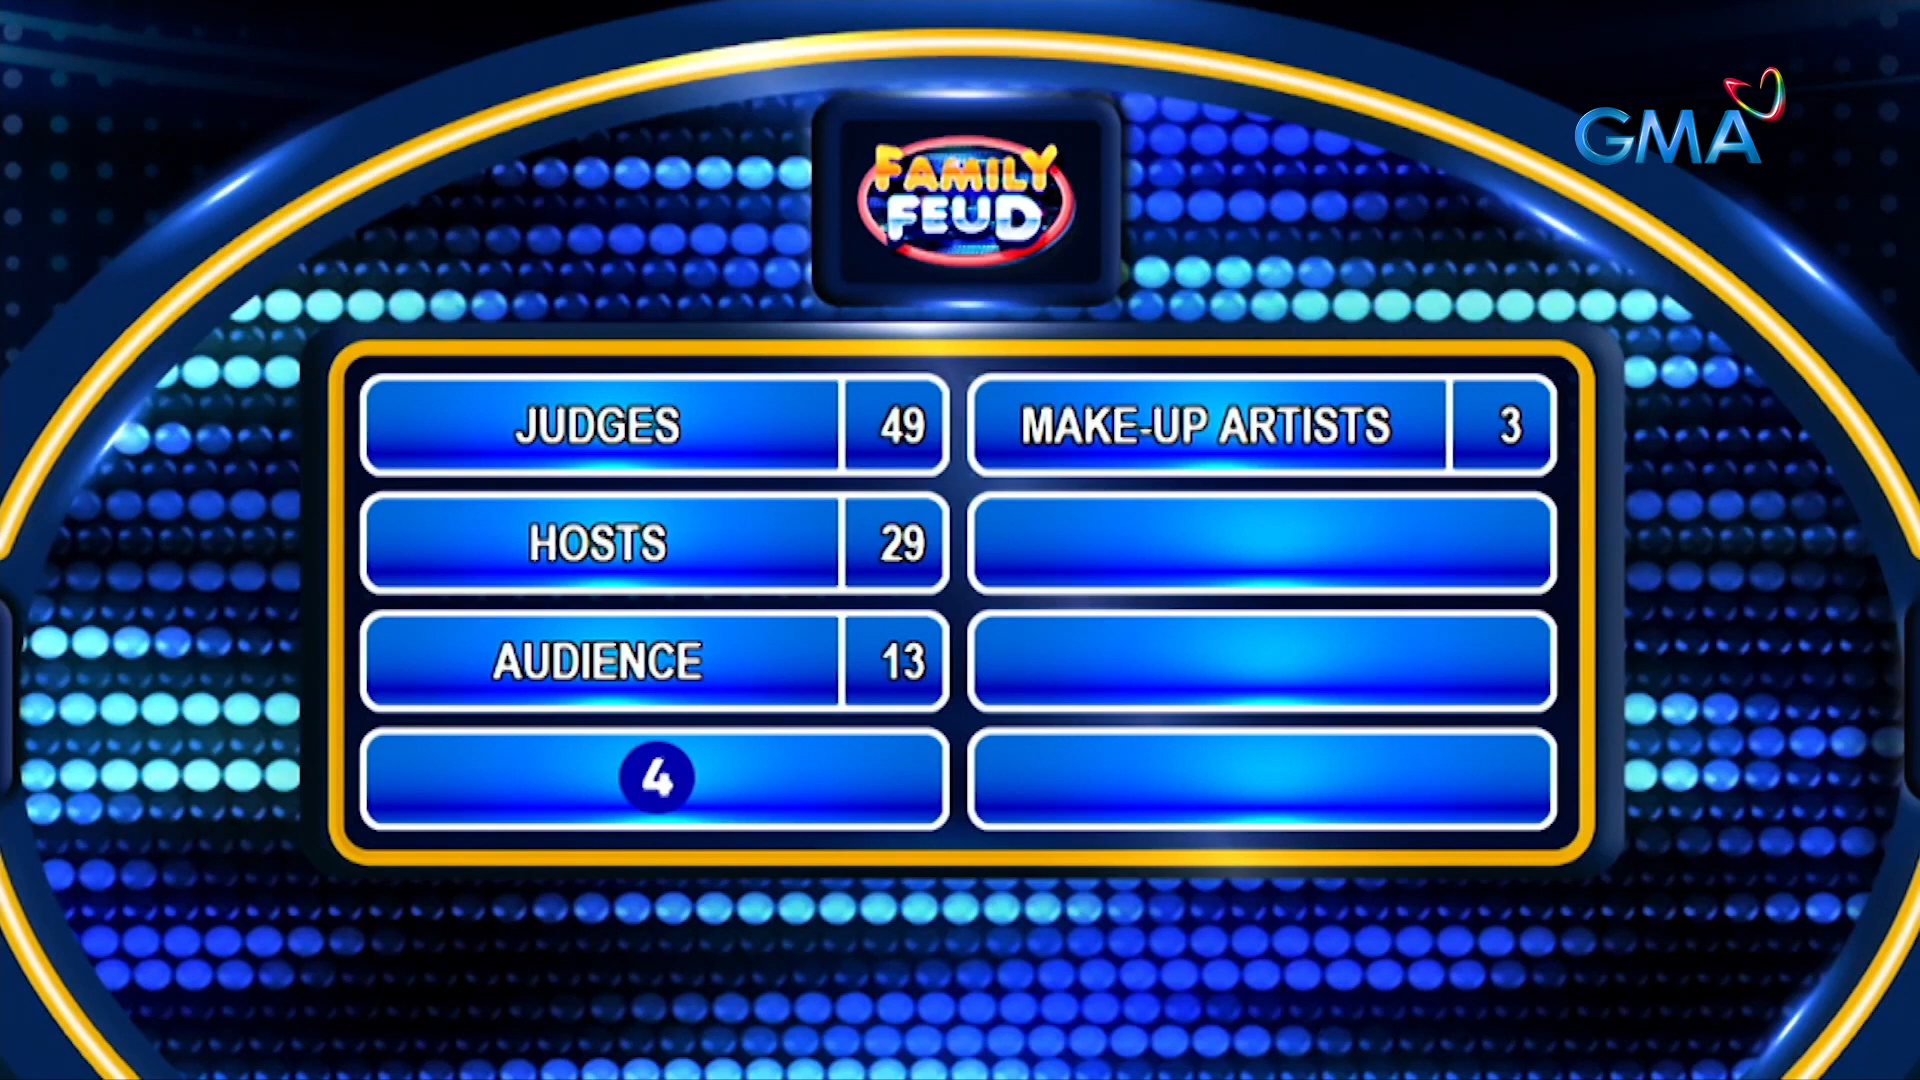 GMA
FAMILY
FEUD
JUDGES 49
HOSTS 29
AUDIENCE 13
4
MAKE-UP ARTISTS 3